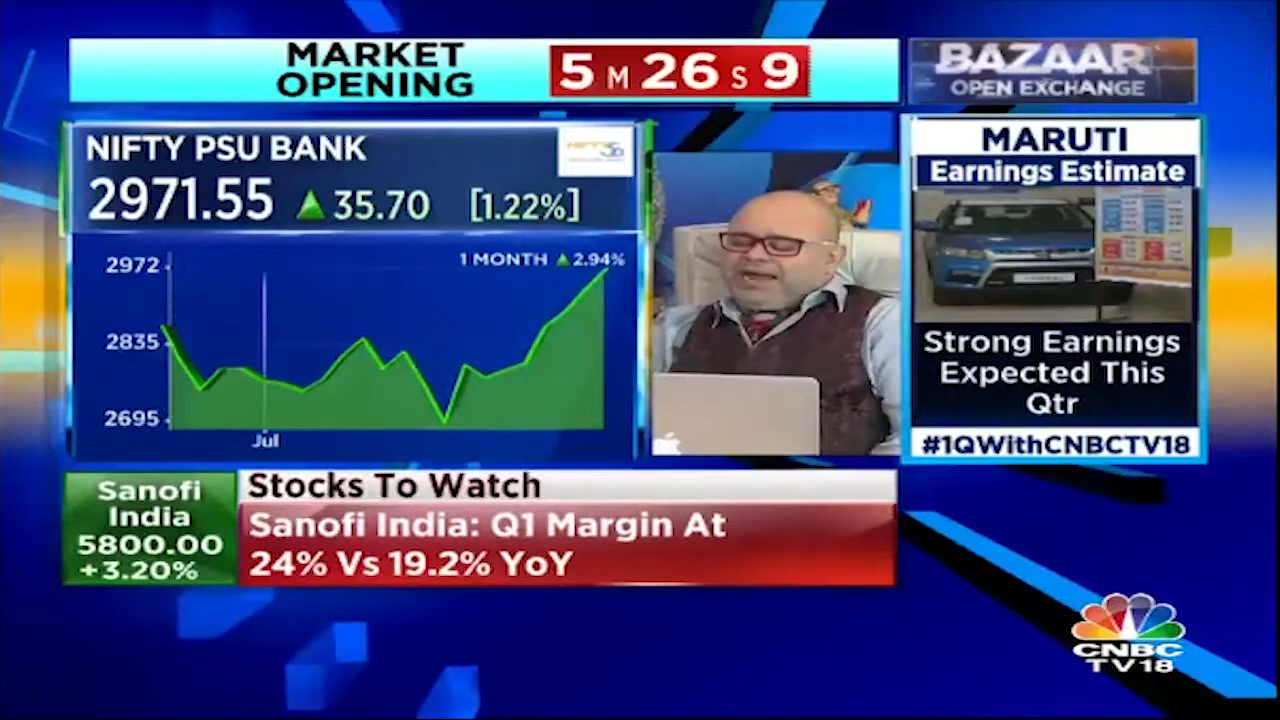 MARKET
OPENING
5 M 26 S 9
BAZAAR
OPEN EXCHANGE
NIFTY PSU BANK
2971.55 ▲ 35.70 [1.22%]
1 MONTH ▲ 2.94%
2972
2835
2695
Jul
MARUTI
Earnings Estimate
Strong Earnings
Expected This
Qtr
#1QWithCNBCTV18
Sanofi
India
5800.00
+3.20%
Stocks To Watch
Sanofi India: Q1 Margin At
24% Vs 19.2% YoY
CNBC
TV18